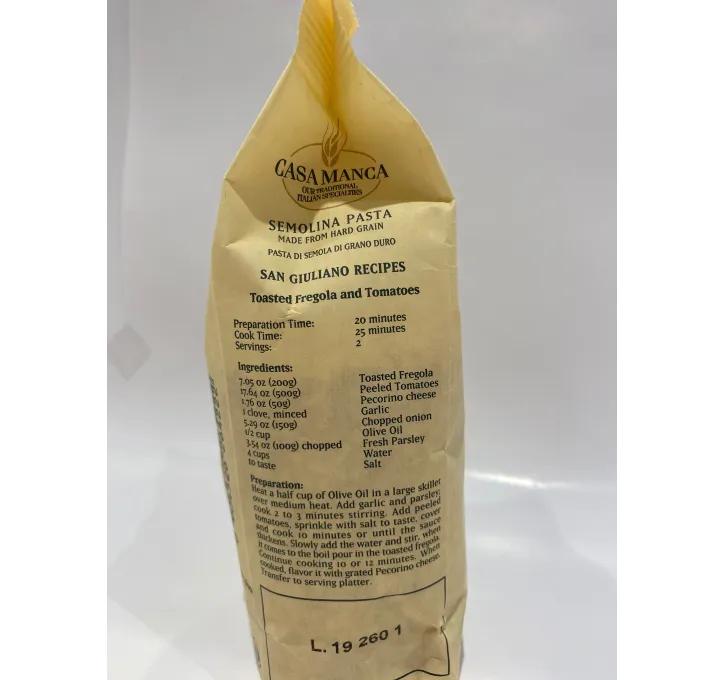 CASA MANCA
OUR TRADITIONAL
ITALIAN SPECIALTIES
SEMOLINA PASTA
MADE FROM HARD GRAIN
PASTA DI SEMOLA DI GRANO DURO
SAN GIULIANO RECIPES
Toasted Fregola and Tomatoes
Preparation Time: 20 minutes
Cook Time: 25 minutes
Servings: 2
Ingredients:
7.05 oz (200g) Toasted Fregola
17.64 oz (500g) Peeled Tomatoes
1.76 oz (50g) Pecorino cheese
1 clove, minced Garlic
5.29 oz (150g) Chopped onion
1/2 cup Olive Oil
3.54 oz (100g) chopped Fresh Parsley
4 cups Water
to taste Salt
Preparation:
Heat a half cup of Olive Oil in a large skillet
over medium heat. Add garlic and parsley;
cook 2 to 3 minutes stirring. Add peeled
tomatoes, sprinkle with salt to taste, cover
and cook 10 minutes or until the sauce
thickens. Slowly add the water and stir, when
it comes to the boil pour in the toasted fregola.
Continue cooking 10 or 12 minutes. When
cooked, flavor it with grated Pecorino cheese.
Transfer to serving platter.
L. 19 260 1